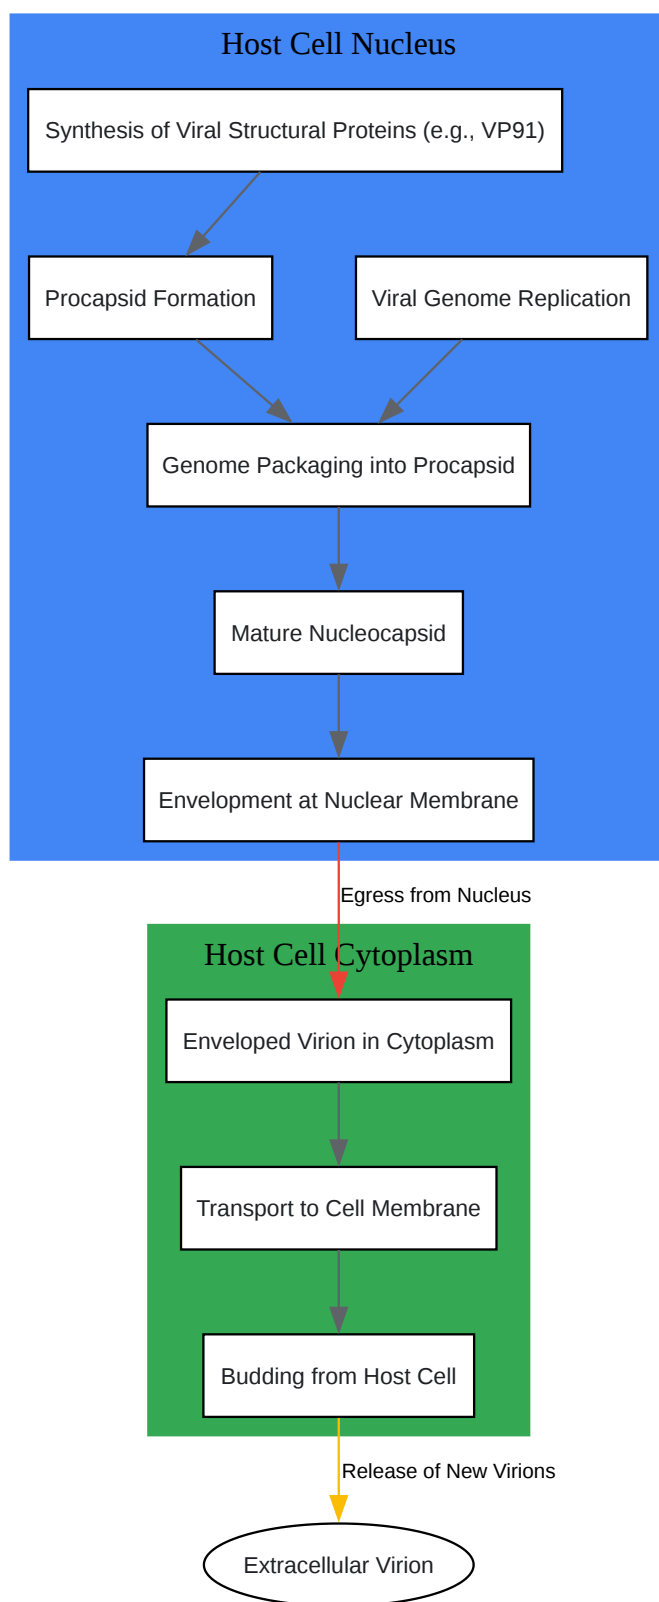 Host Cell Nucleus
Synthesis of Viral Structural Proteins (e.g., VP91)
Procapsid Formation
Viral Genome Replication
Genome Packaging into Procapsid
Mature Nucleocapsid
Envelopment at Nuclear Membrane
Egress from Nucleus
Host Cell Cytoplasm
Enveloped Virion in Cytoplasm
Transport to Cell Membrane
Budding from Host Cell
Release of New Virions
Extracellular Virion